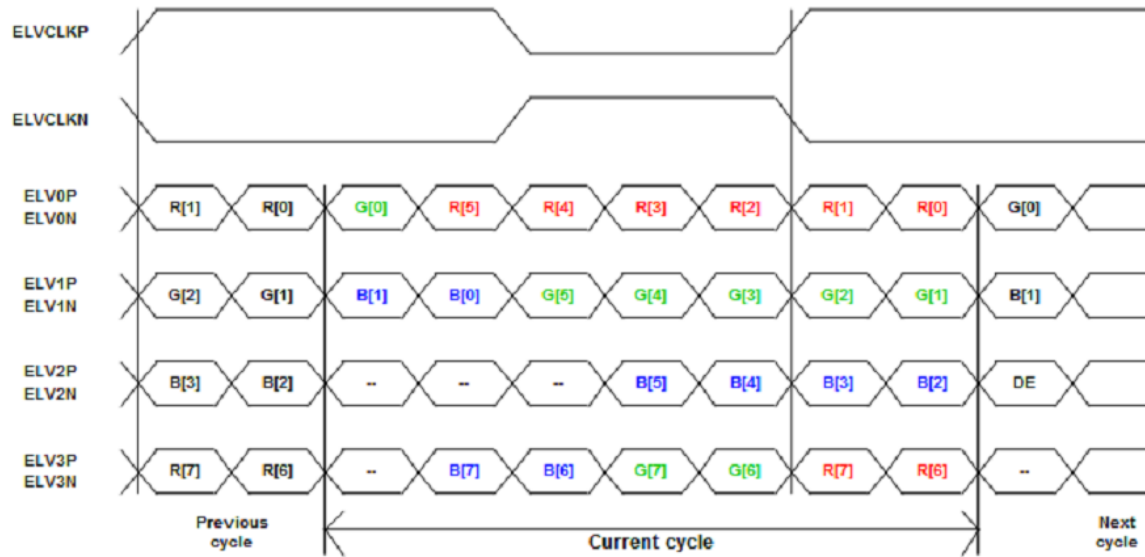 ELVCLKP
ELVCLKN
ELV0P
ELV0N
R[1] R[0] G[0] R[5] R[4] R[3] R[2] R[1] R[0] G[0]
ELV1P
ELV1N
G[2] G[1] B[1] B[0] G[5] G[4] G[3] G[2] G[1] B[1]
ELV2P
ELV2N
B[3] B[2] -- -- -- B[5] B[4] B[3] B[2] DE
ELV3P
ELV3N
R[7] R[6] -- B[7] B[6] G[7] G[6] R[7] R[6] --
Previous
cycle
Current cycle
Next
cycle